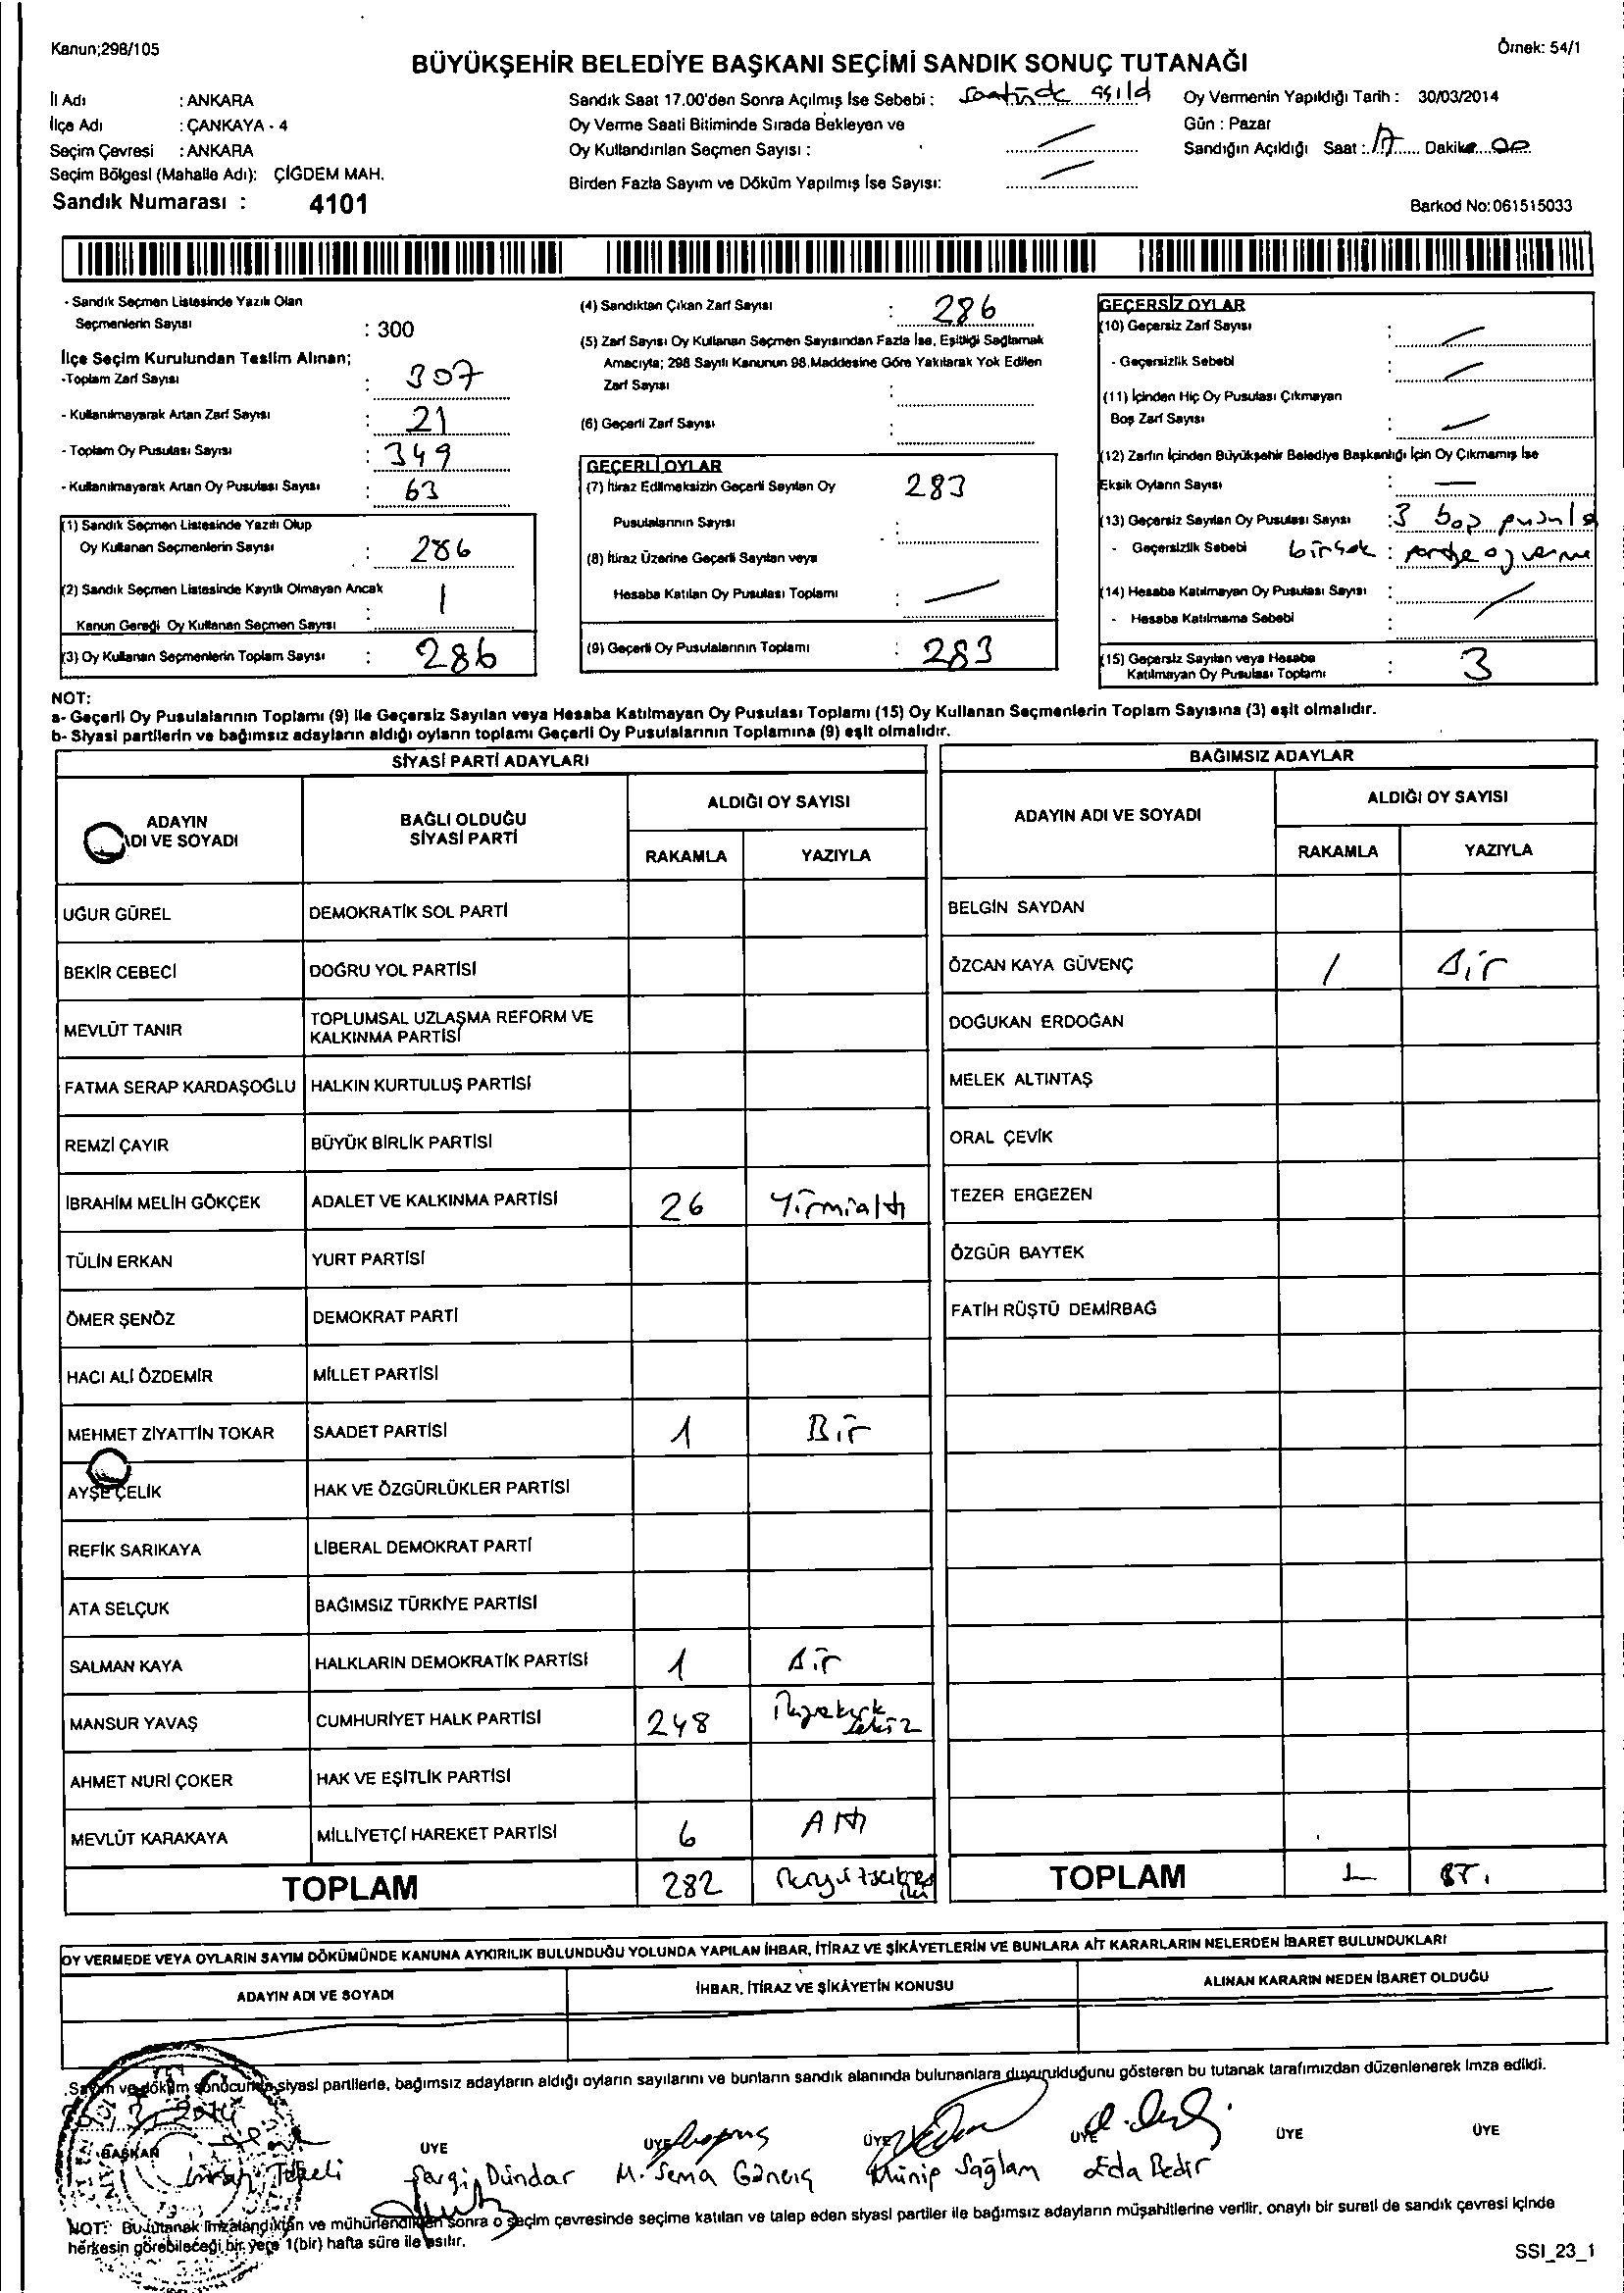 Kanun;298/105
Örnek: 54/1
BÜYÜKŞEHİR BELEDİYE BAŞKANI SEÇİMİ SANDIK SONUÇ TUTANAĞI
İl Adı : ANKARA
İlçe Adı : ÇANKAYA - 4
Seçim Çevresi : ANKARA
Seçim Bölgesi (Mahalle Adı): ÇİĞDEM MAH.
Sandık Numarası : 4101
Sandık Saat 17.00'den Sonra Açılmış İse Sebebi : saatinde açıld
Oy Verme Saati Bitiminde Sırada Bekleyen ve
Oy Kullandırılan Seçmen Sayısı :
Birden Fazla Sayım ve Döküm Yapılmış İse Sayısı:
Oy Vermenin Yapıldığı Tarih : 30/03/2014
Gün : Pazar
Sandığın Açıldığı Saat : 17 Dakika 00
Barkod No:061515033
- Sandık Seçmen Listesinde Yazılı Olan
Seçmenlerin Sayısı : 300
İlçe Seçim Kurulundan Teslim Alınan;
-Toplam Zarf Sayısı : 307
- Kullanılmayarak Artan Zarf Sayısı : 21
- Toplam Oy Pusulası Sayısı : 349
- Kullanılmayarak Artan Oy Pusulası Sayısı : 63
(1) Sandık Seçmen Listesinde Yazılı Olup
Oy Kullanan Seçmenlerin Sayısı : 286
(2) Sandık Seçmen Listesinde Kayıtlı Olmayan Ancak
Kanun Gereği Oy Kullanan Seçmen Sayısı : 1
(3) Oy Kullanan Seçmenlerin Toplam Sayısı : 286
(4) Sandıktan Çıkan Zarf Sayısı : 286
(5) Zarf Sayısı Oy Kullanan Seçmen Sayısından Fazla İse, Eşitliği Sağlamak
Amacıyla; 298 Sayılı Kanunun 98.Maddesine Göre Yakılarak Yok Edilen
Zarf Sayısı :
(6) Geçerli Zarf Sayısı :
GEÇERLİ OYLAR
(7) İtiraz Edilmeksizin Geçerli Sayılan Oy 283
Pusulalarının Sayısı :
(8) İtiraz Üzerine Geçerli Sayılan veya
Hesaba Katılan Oy Pusulası Toplamı :
(9) Geçerli Oy Pusulalarının Toplamı : 283
GEÇERSİZ OYLAR
(10) Geçersiz Zarf Sayısı :
- Geçersizlik Sebebi :
(11) İçinden Hiç Oy Pusulası Çıkmayan
Boş Zarf Sayısı :
(12) Zarfın İçinden Büyükşehir Belediye Başkanlığı İçin Oy Çıkmamış İse
Eksik Oyların Sayısı : —
(13) Geçersiz Sayılan Oy Pusulası Sayısı : 3 boş pusula
- Geçersizlik Sebebi birçok : partiye oy verme
(14) Hesaba Katılmayan Oy Pusulası Sayısı :
- Hesaba Katılmama Sebebi :
(15) Geçersiz Sayılan veya Hesaba
Katılmayan Oy Pusulası Toplamı : 3
NOT:
a- Geçerli Oy Pusulalarının Toplamı (9) ile Geçersiz Sayılan veya Hesaba Katılmayan Oy Pusulası Toplamı (15) Oy Kullanan Seçmenlerin Toplam Sayısına (3) eşit olmalıdır.
b- Siyasi partilerin ve bağımsız adayların aldığı oyların toplamı Geçerli Oy Pusulalarının Toplamına (9) eşit olmalıdır.
SİYASİ PARTİ ADAYLARI
ADAYIN ADI VE SOYADI
BAĞLI OLDUĞU SİYASİ PARTİ
ALDIĞI OY SAYISI
RAKAMLA YAZIYLA
UĞUR GÜREL DEMOKRATİK SOL PARTİ
BEKİR CEBECİ DOĞRU YOL PARTİSİ
MEVLÜT TANIR TOPLUMSAL UZLAŞMA REFORM VE KALKINMA PARTİSİ
FATMA SERAP KARDAŞOĞLU HALKIN KURTULUŞ PARTİSİ
REMZİ ÇAYIR BÜYÜK BİRLİK PARTİSİ
İBRAHİM MELİH GÖKÇEK ADALET VE KALKINMA PARTİSİ 26 Yirmialtı
TÜLİN ERKAN YURT PARTİSİ
ÖMER ŞENÖZ DEMOKRAT PARTİ
HACI ALİ ÖZDEMİR MİLLET PARTİSİ
MEHMET ZİYATTİN TOKAR SAADET PARTİSİ 1 Bir
AYŞE ÇELİK HAK VE ÖZGÜRLÜKLER PARTİSİ
REFİK SARIKAYA LİBERAL DEMOKRAT PARTİ
ATA SELÇUK BAĞIMSIZ TÜRKİYE PARTİSİ
SALMAN KAYA HALKLARIN DEMOKRATİK PARTİSİ 1 Bir
MANSUR YAVAŞ CUMHURİYET HALK PARTİSİ 248 ikiyüzkırk sekiz
AHMET NURİ ÇOKER HAK VE EŞİTLİK PARTİSİ
MEVLÜT KARAKAYA MİLLİYETÇİ HAREKET PARTİSİ 6 Altı
TOPLAM 282
BAĞIMSIZ ADAYLAR
ADAYIN ADI VE SOYADI
ALDIĞI OY SAYISI
RAKAMLA YAZIYLA
BELGİN SAYDAN
ÖZCAN KAYA GÜVENÇ 1 Bir
DOĞUKAN ERDOĞAN
MELEK ALTINTAŞ
ORAL ÇEVİK
TEZER ERGEZEN
ÖZGÜR BAYTEK
FATİH RÜŞTÜ DEMİRBAĞ
TOPLAM 1
OY VERMEDE VEYA OYLARIN SAYIM DÖKÜMÜNDE KANUNA AYKIRILIK BULUNDUĞU YOLUNDA YAPILAN İHBAR, İTİRAZ VE ŞİKÂYETLERİN VE BUNLARA AİT KARARLARIN NELERDEN İBARET BULUNDUKLARI
ADAYIN ADI VE SOYADI İHBAR, İTİRAZ VE ŞİKÂYETİN KONUSU ALINAN KARARIN NEDEN İBARET OLDUĞU
Sayım ve döküm sonucunda siyasi partilerle, bağımsız adayların aldığı oyların sayılarını ve bunların sandık alanında bulunanlara duyurulduğunu gösteren bu tutanak tarafımızdan düzenlenerek imza edildi.
BAŞKAN ÜYE ÜYE ÜYE ÜYE ÜYE ÜYE
Tekeli Dündar M. Sema Münip Sağlam Eda Bedir
NOT: Bu tutanak imzalandıktan ve mühürlendikten sonra o seçim çevresinde seçime katılan ve talep eden siyasi partiler ile bağımsız adayların müşahitlerine verilir, onaylı bir sureti de sandık çevresi içinde
herkesin görebileceği bir yere 1(bir) hafta süre ile asılır.
SSI_23_1